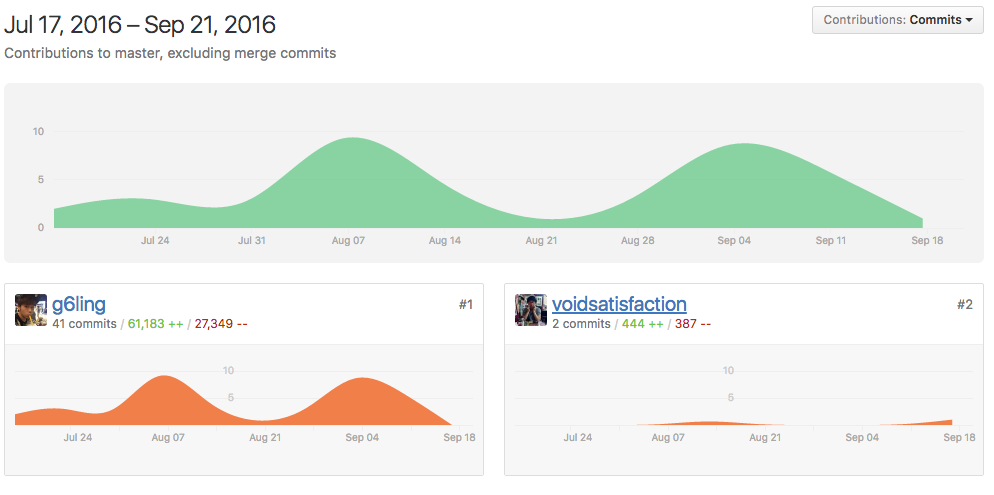 Jul 17, 2016 – Sep 21, 2016
Contributions: Commits
Contributions to master, excluding merge commits
10
5
0
Jul 24 Jul 31 Aug 07 Aug 14 Aug 21 Aug 28 Sep 04 Sep 11 Sep 18
g6ling #1
41 commits / 61,183 ++ / 27,349 --
10
5
Jul 24 Aug 07 Aug 21 Sep 04 Sep 18
voidsatisfaction #2
2 commits / 444 ++ / 387 --
10
5
Jul 24 Aug 07 Aug 21 Sep 04 Sep 18